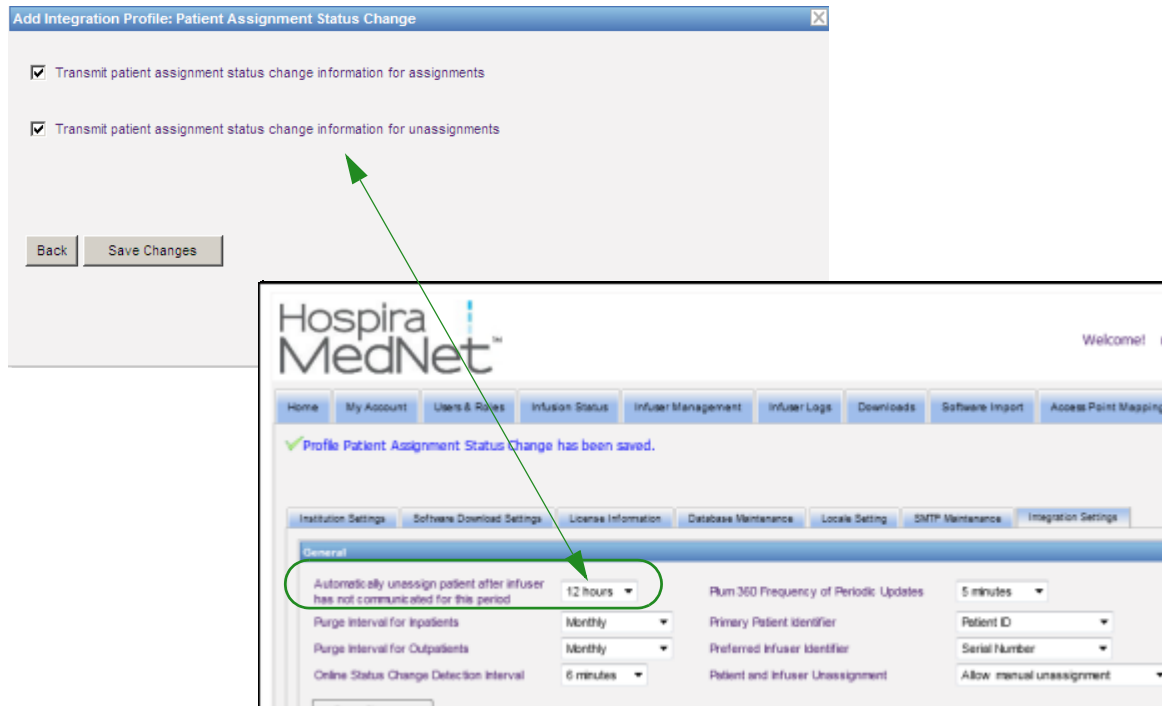 Add Integration Profile: Patient Assignment Status Change
Transmit patient assignment status change information for assignments
Transmit patient assignment status change information for unassignments
Back Save Changes
Hospira
MedNet™
Welcome!
Home My Account Users & Roles Infusion Status Infuser Management Infuser Logs Downloads Software Import Access Point Mapping
Profile Patient Assignment Status Change has been saved.
Institution Settings Software Download Settings License Information Database Maintenance Locale Setting SMTP Maintenance Integration Settings
General
Automatically unassign patient after infuser
has not communicated for this period 12 hours Plum 360 Frequency of Periodic Updates 5 minutes
Purge Interval for Inpatients Monthly Primary Patient Identifier Patient ID
Purge Interval for Outpatients Monthly Preferred Infuser Identifier Serial Number
Online Status Change Detection Interval 6 minutes Patient and Infuser Unassignment Allow manual unassignment